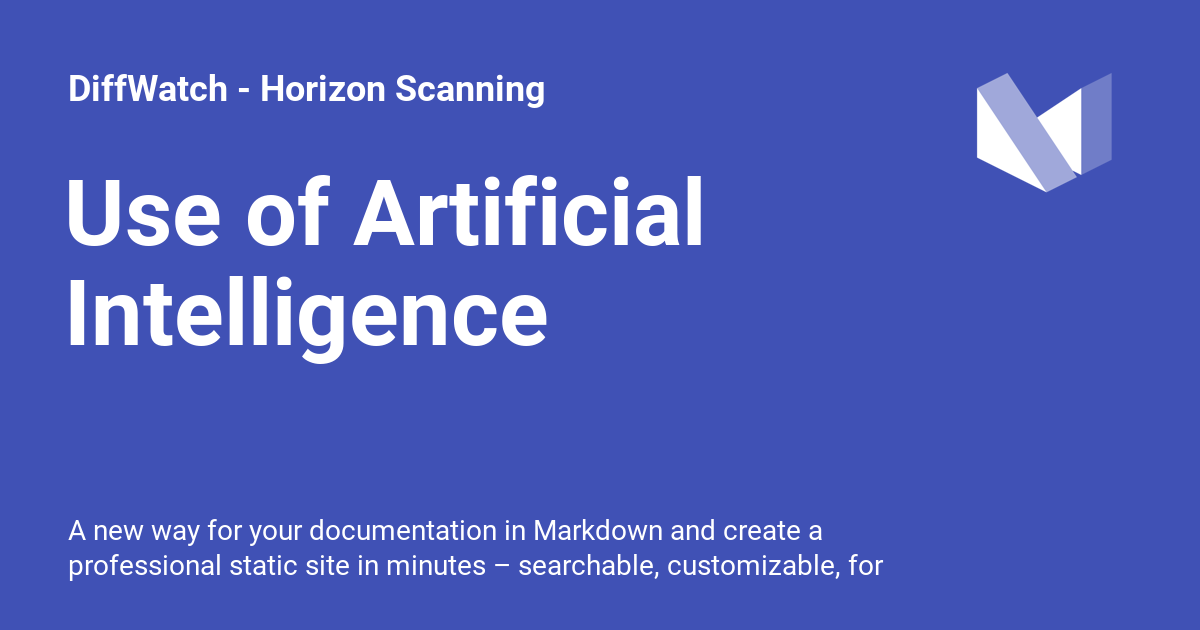 DiffWatch - Horizon Scanning
Use of Artificial
Intelligence
A new way for your documentation in Markdown and create a
professional static site in minutes – searchable, customizable, for